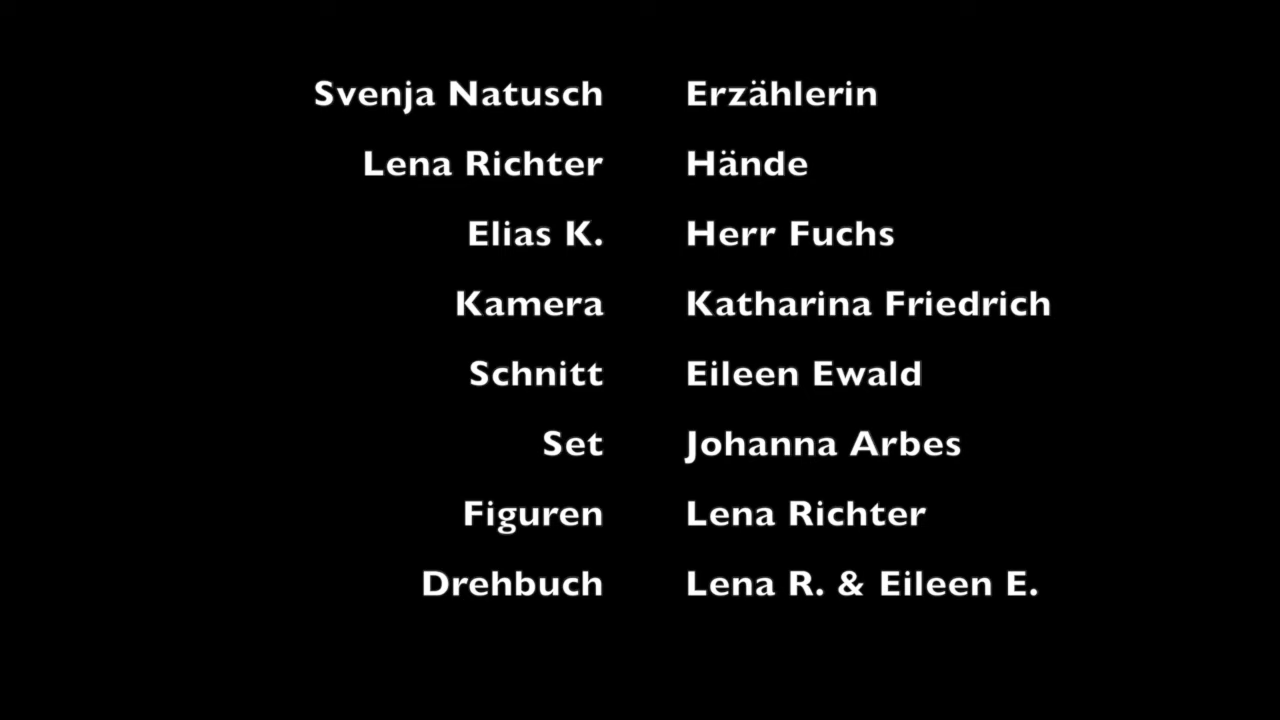 Svenja Natusch Erzählerin
Lena Richter Hände
Elias K. Herr Fuchs
Kamera Katharina Friedrich
Schnitt Eileen Ewald
Set Johanna Arbes
Figuren Lena Richter
Drehbuch Lena R. & Eileen E.